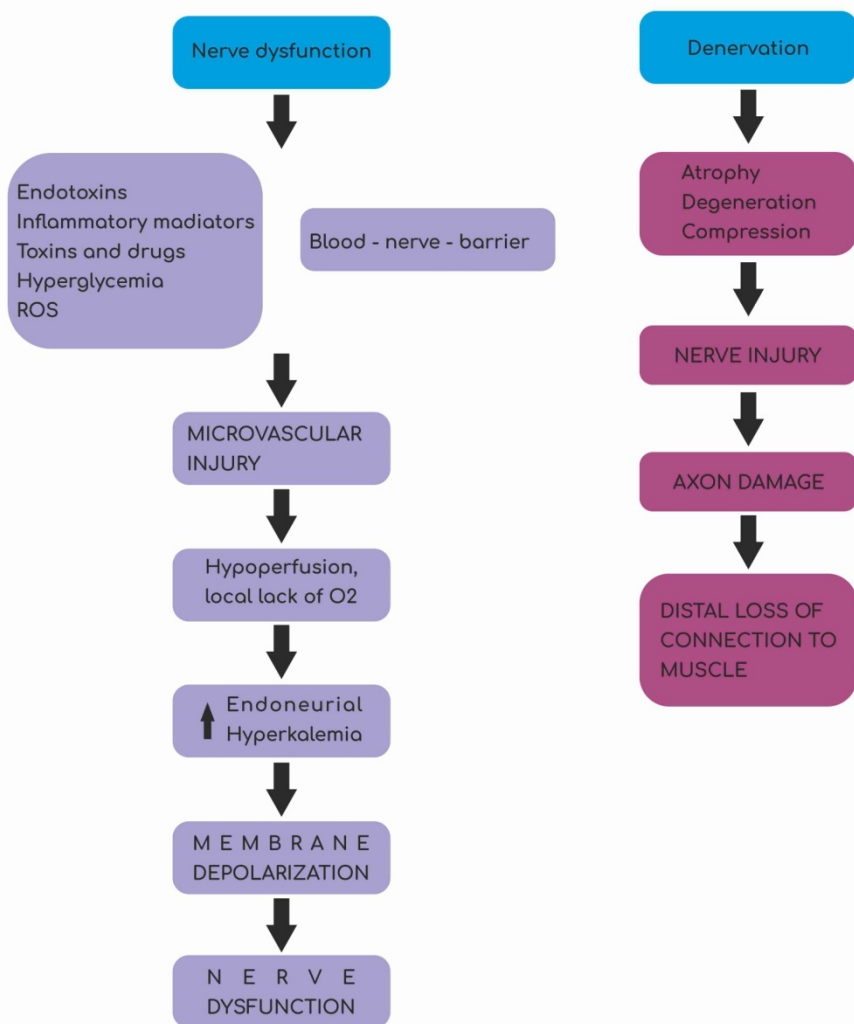 Nerve dysfunction
Endotoxins
Inflammatory madiators
Toxins and drugs
Hyperglycemia
ROS
Blood - nerve - barrier
MICROVASCULAR
INJURY
Hypoperfusion,
local lack of O2
Endoneurial
Hyperkalemia
MEMBRANE
DEPOLARIZATION
NERVE
DYSFUNCTION
Denervation
Atrophy
Degeneration
Compression
NERVE INJURY
AXON DAMAGE
DISTAL LOSS OF
CONNECTION TO
MUSCLE